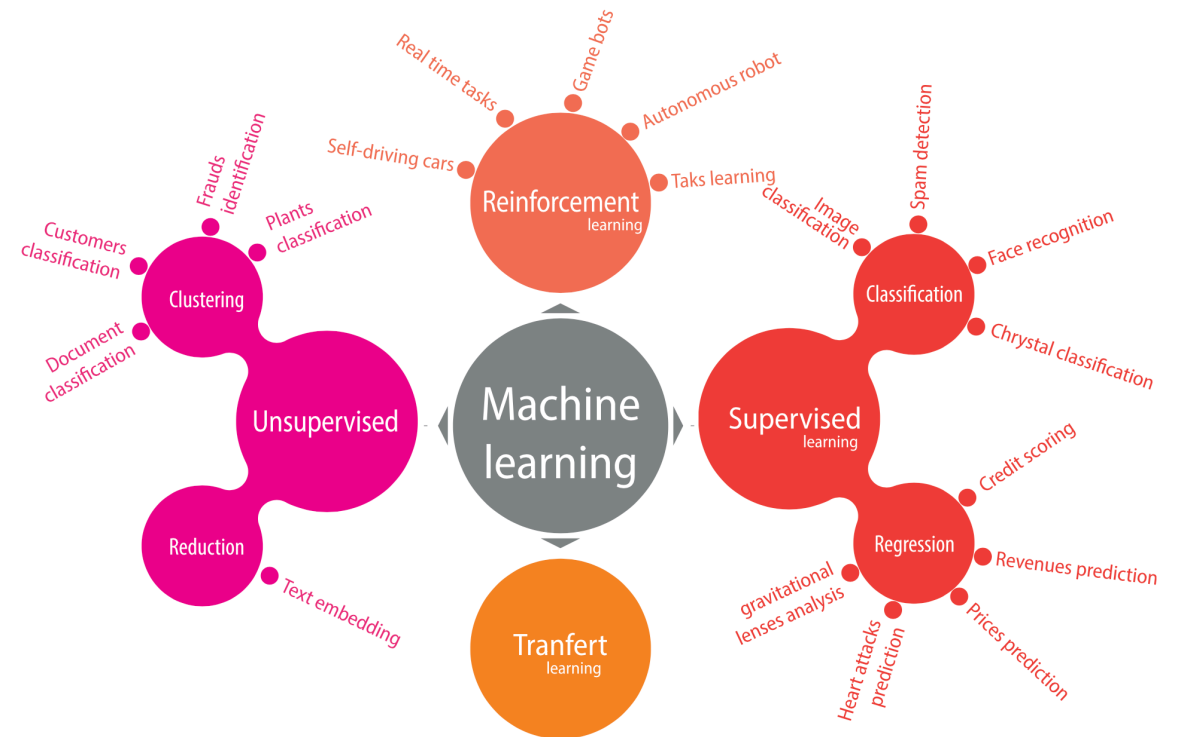 Machine
learning
Reinforcement
learning
Self-driving cars
Real time tasks
Game bots
Autonomous robot
Taks learning
Supervised
learning
Classification
Image
classification
Spam detection
Face recognition
Chrystal classification
Regression
Credit scoring
Revenues prediction
Prices prediction
Heart attacks
prediction
gravitational
lenses analysis
Tranfert
learning
Unsupervised
Clustering
Document
classification
Customers
classification
Frauds
identification
Plants
classification
Reduction
Text embedding